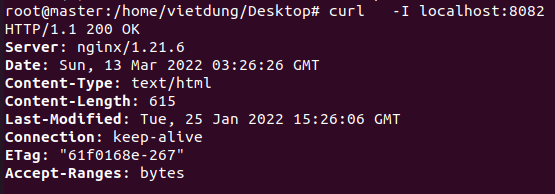 root@master:/home/vietdung/Desktop# curl   -I localhost:8082
HTTP/1.1 200 OK
Server: nginx/1.21.6
Date: Sun, 13 Mar 2022 03:26:26 GMT
Content-Type: text/html
Content-Length: 615
Last-Modified: Tue, 25 Jan 2022 15:26:06 GMT
Connection: keep-alive
ETag: "61f0168e-267"
Accept-Ranges: bytes